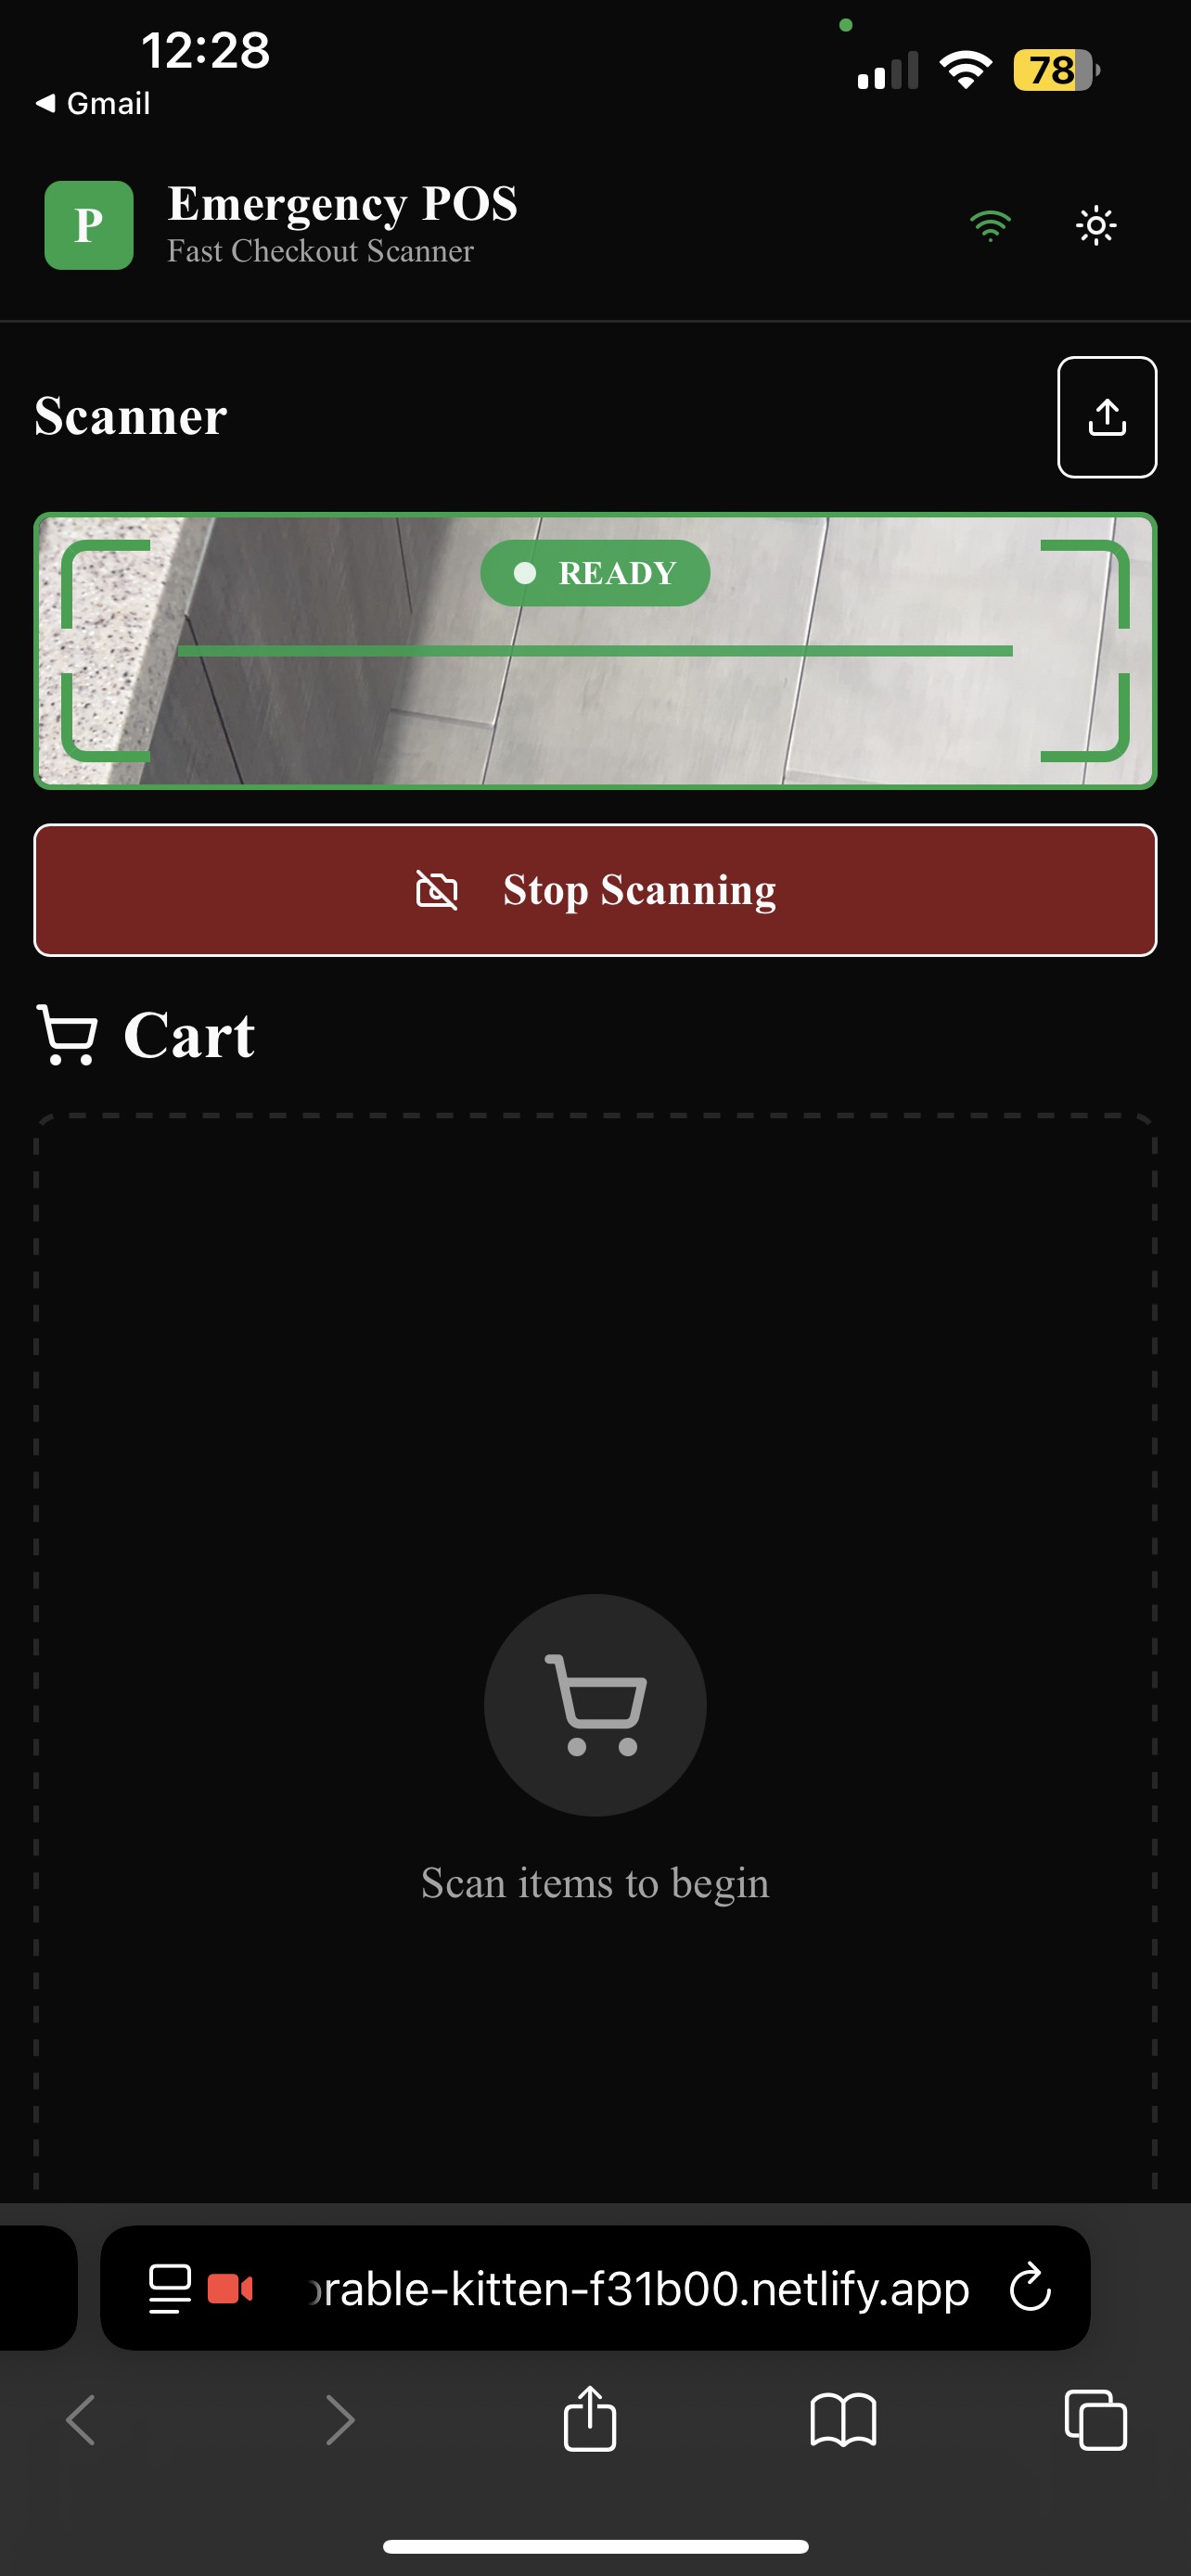 12:28
78
Gmail
P
Emergency POS
Fast Checkout Scanner
Scanner
READY
Stop Scanning
Cart
Scan items to begin
rable-kitten-f31b00.netlify.app